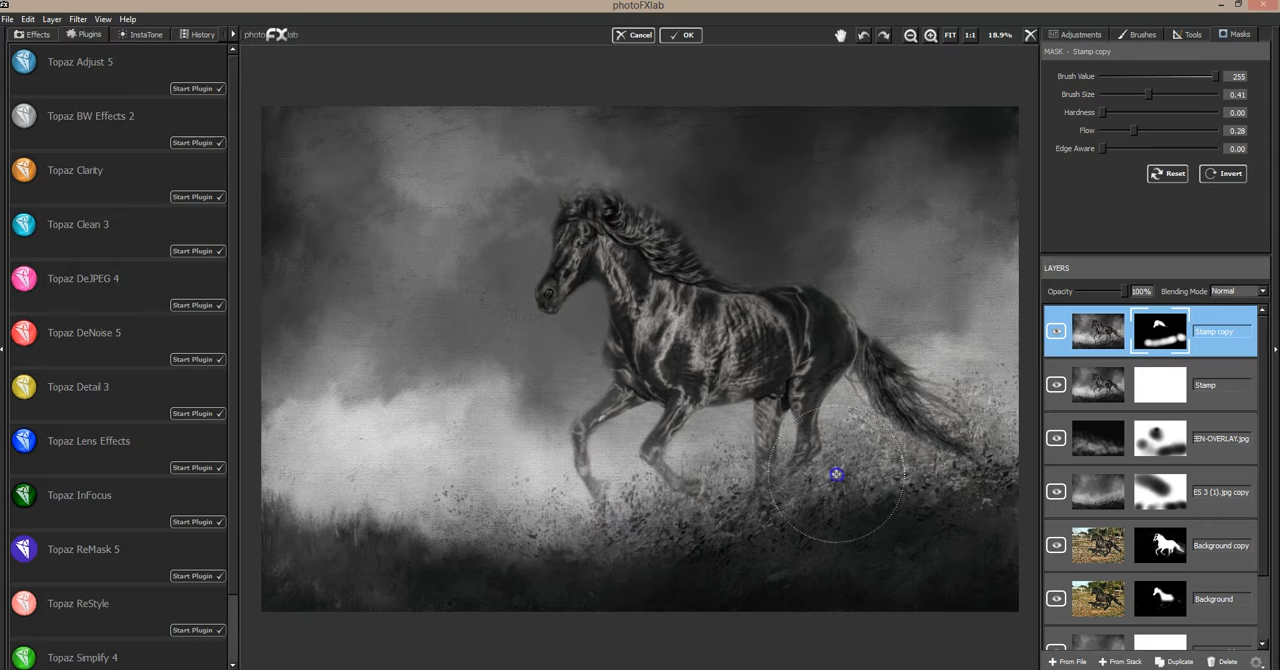 photoFXlab
File Edit Layer Filter View Help
Effects Plugins InstaTone History
photoFXlab
Cancel OK
FIT 1:1 18.9%
Adjustments Brushes Tools Masks
Topaz Adjust 5
Start Plugin
Topaz BW Effects 2
Start Plugin
Topaz Clarity
Start Plugin
Topaz Clean 3
Start Plugin
Topaz DeJPEG 4
Start Plugin
Topaz DeNoise 5
Start Plugin
Topaz Detail 3
Start Plugin
Topaz Lens Effects
Start Plugin
Topaz InFocus
Start Plugin
Topaz ReMask 5
Start Plugin
Topaz ReStyle
Start Plugin
Topaz Simplify 4
MASK - Stamp copy
Brush Value 255
Brush Size 0.41
Hardness 0.00
Flow 0.28
Edge Aware 0.00
Reset Invert
LAYERS
Opacity 100% Blending Mode Normal
Stamp copy
Stamp
EEN-OVERLAY.jpg
ES 3 (1).jpg copy
Background copy
Background
From File From Stack Duplicate Delete